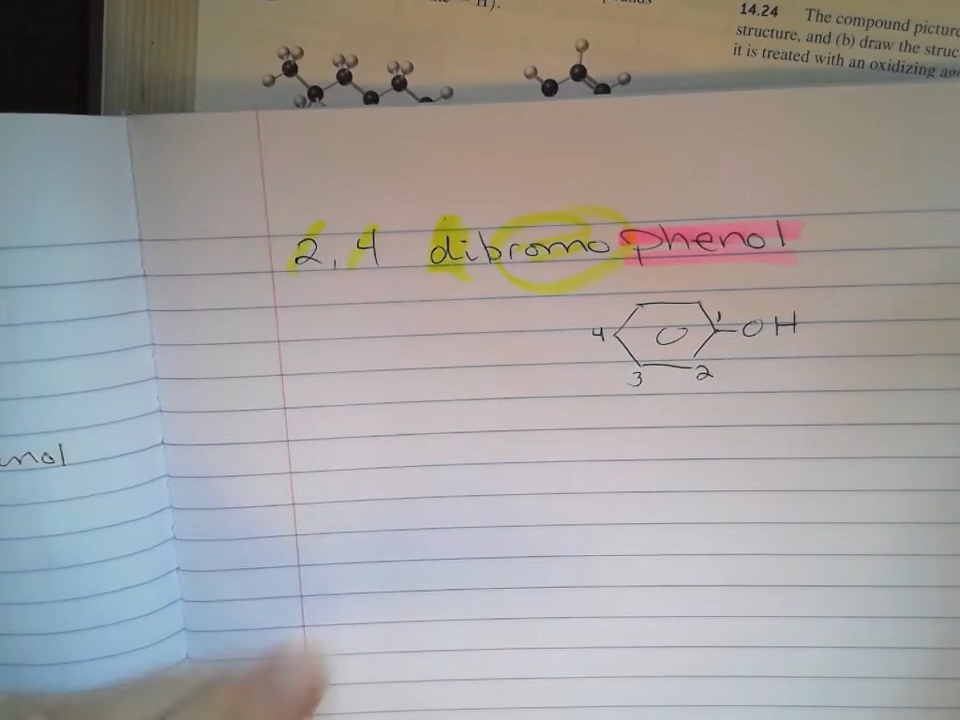 H).
14.24 The compound picture
structure, and (b) draw the struc
it is treated with an oxidizing
2,4 dibromophenol
1
4 OH
3 2
nol